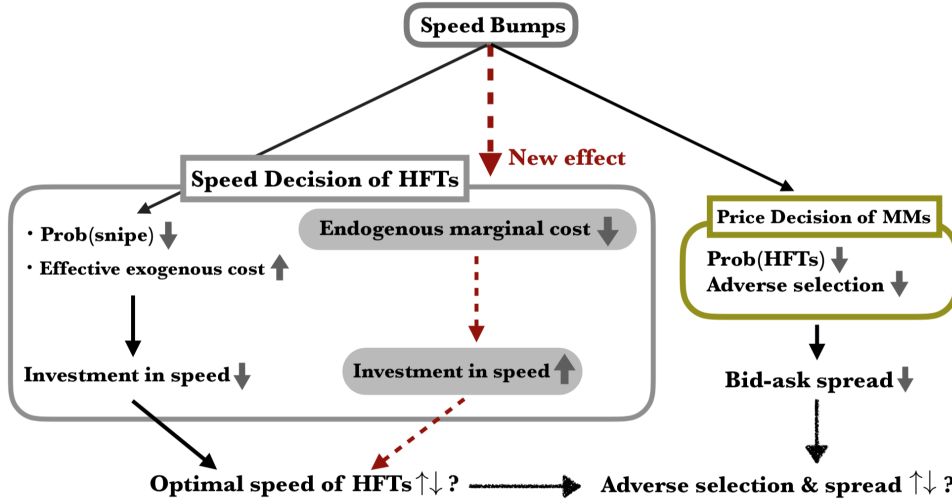 Speed Bumps
New effect
Speed Decision of HFTs
· Prob(snipe)
· Effective exogenous cost
Investment in speed
Endogenous marginal cost
Investment in speed
Price Decision of MMs
Prob(HFTs)
Adverse selection
Bid-ask spread
Optimal speed of HFTs ↑↓ ?
Adverse selection & spread ↑↓ ?